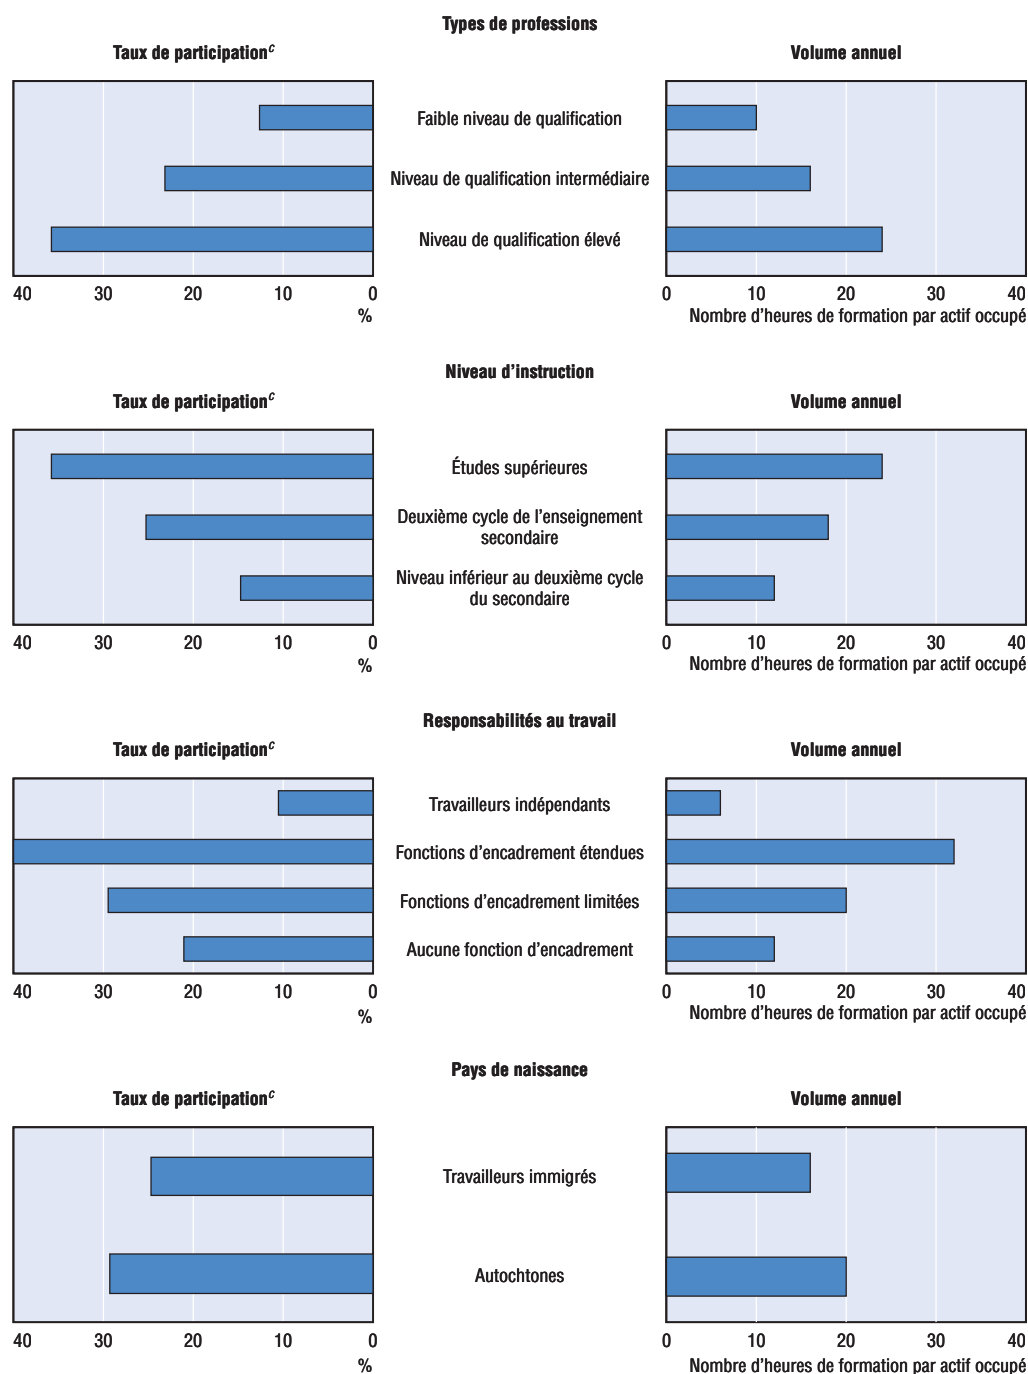 Types de professions
Taux de participationᶜ
Volume annuel
Faible niveau de qualification
Niveau de qualification intermédiaire
Niveau de qualification élevé
40 30 20 10 0
0 10 20 30 40
%
Nombre d’heures de formation par actif occupé
Niveau d’instruction
Taux de participationᶜ
Volume annuel
Études supérieures
Deuxième cycle de l’enseignement
secondaire
Niveau inférieur au deuxième cycle
du secondaire
40 30 20 10 0
0 10 20 30 40
%
Nombre d’heures de formation par actif occupé
Responsabilités au travail
Taux de participationᶜ
Volume annuel
Travailleurs indépendants
Fonctions d’encadrement étendues
Fonctions d’encadrement limitées
Aucune fonction d’encadrement
40 30 20 10 0
0 10 20 30 40
%
Nombre d’heures de formation par actif occupé
Pays de naissance
Taux de participationᶜ
Volume annuel
Travailleurs immigrés
Autochtones
40 30 20 10 0
0 10 20 30 40
%
Nombre d’heures de formation par actif occupé